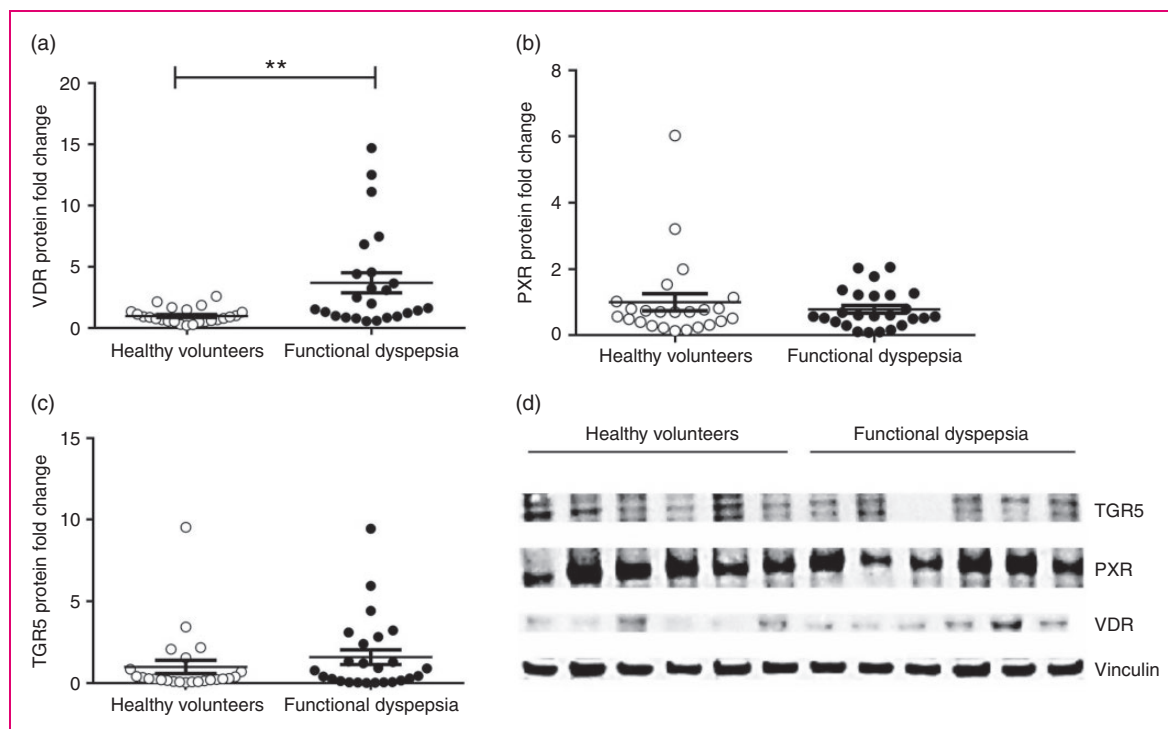 (a)
**
20
15
10
5
0
VDR protein fold change
Healthy volunteers
Functional dyspepsia
(b)
8
6
4
2
0
PXR protein fold change
Healthy volunteers
Functional dyspepsia
(c)
15
10
5
0
TGR5 protein fold change
Healthy volunteers
Functional dyspepsia
(d)
Healthy volunteers
Functional dyspepsia
TGR5
PXR
VDR
Vinculin